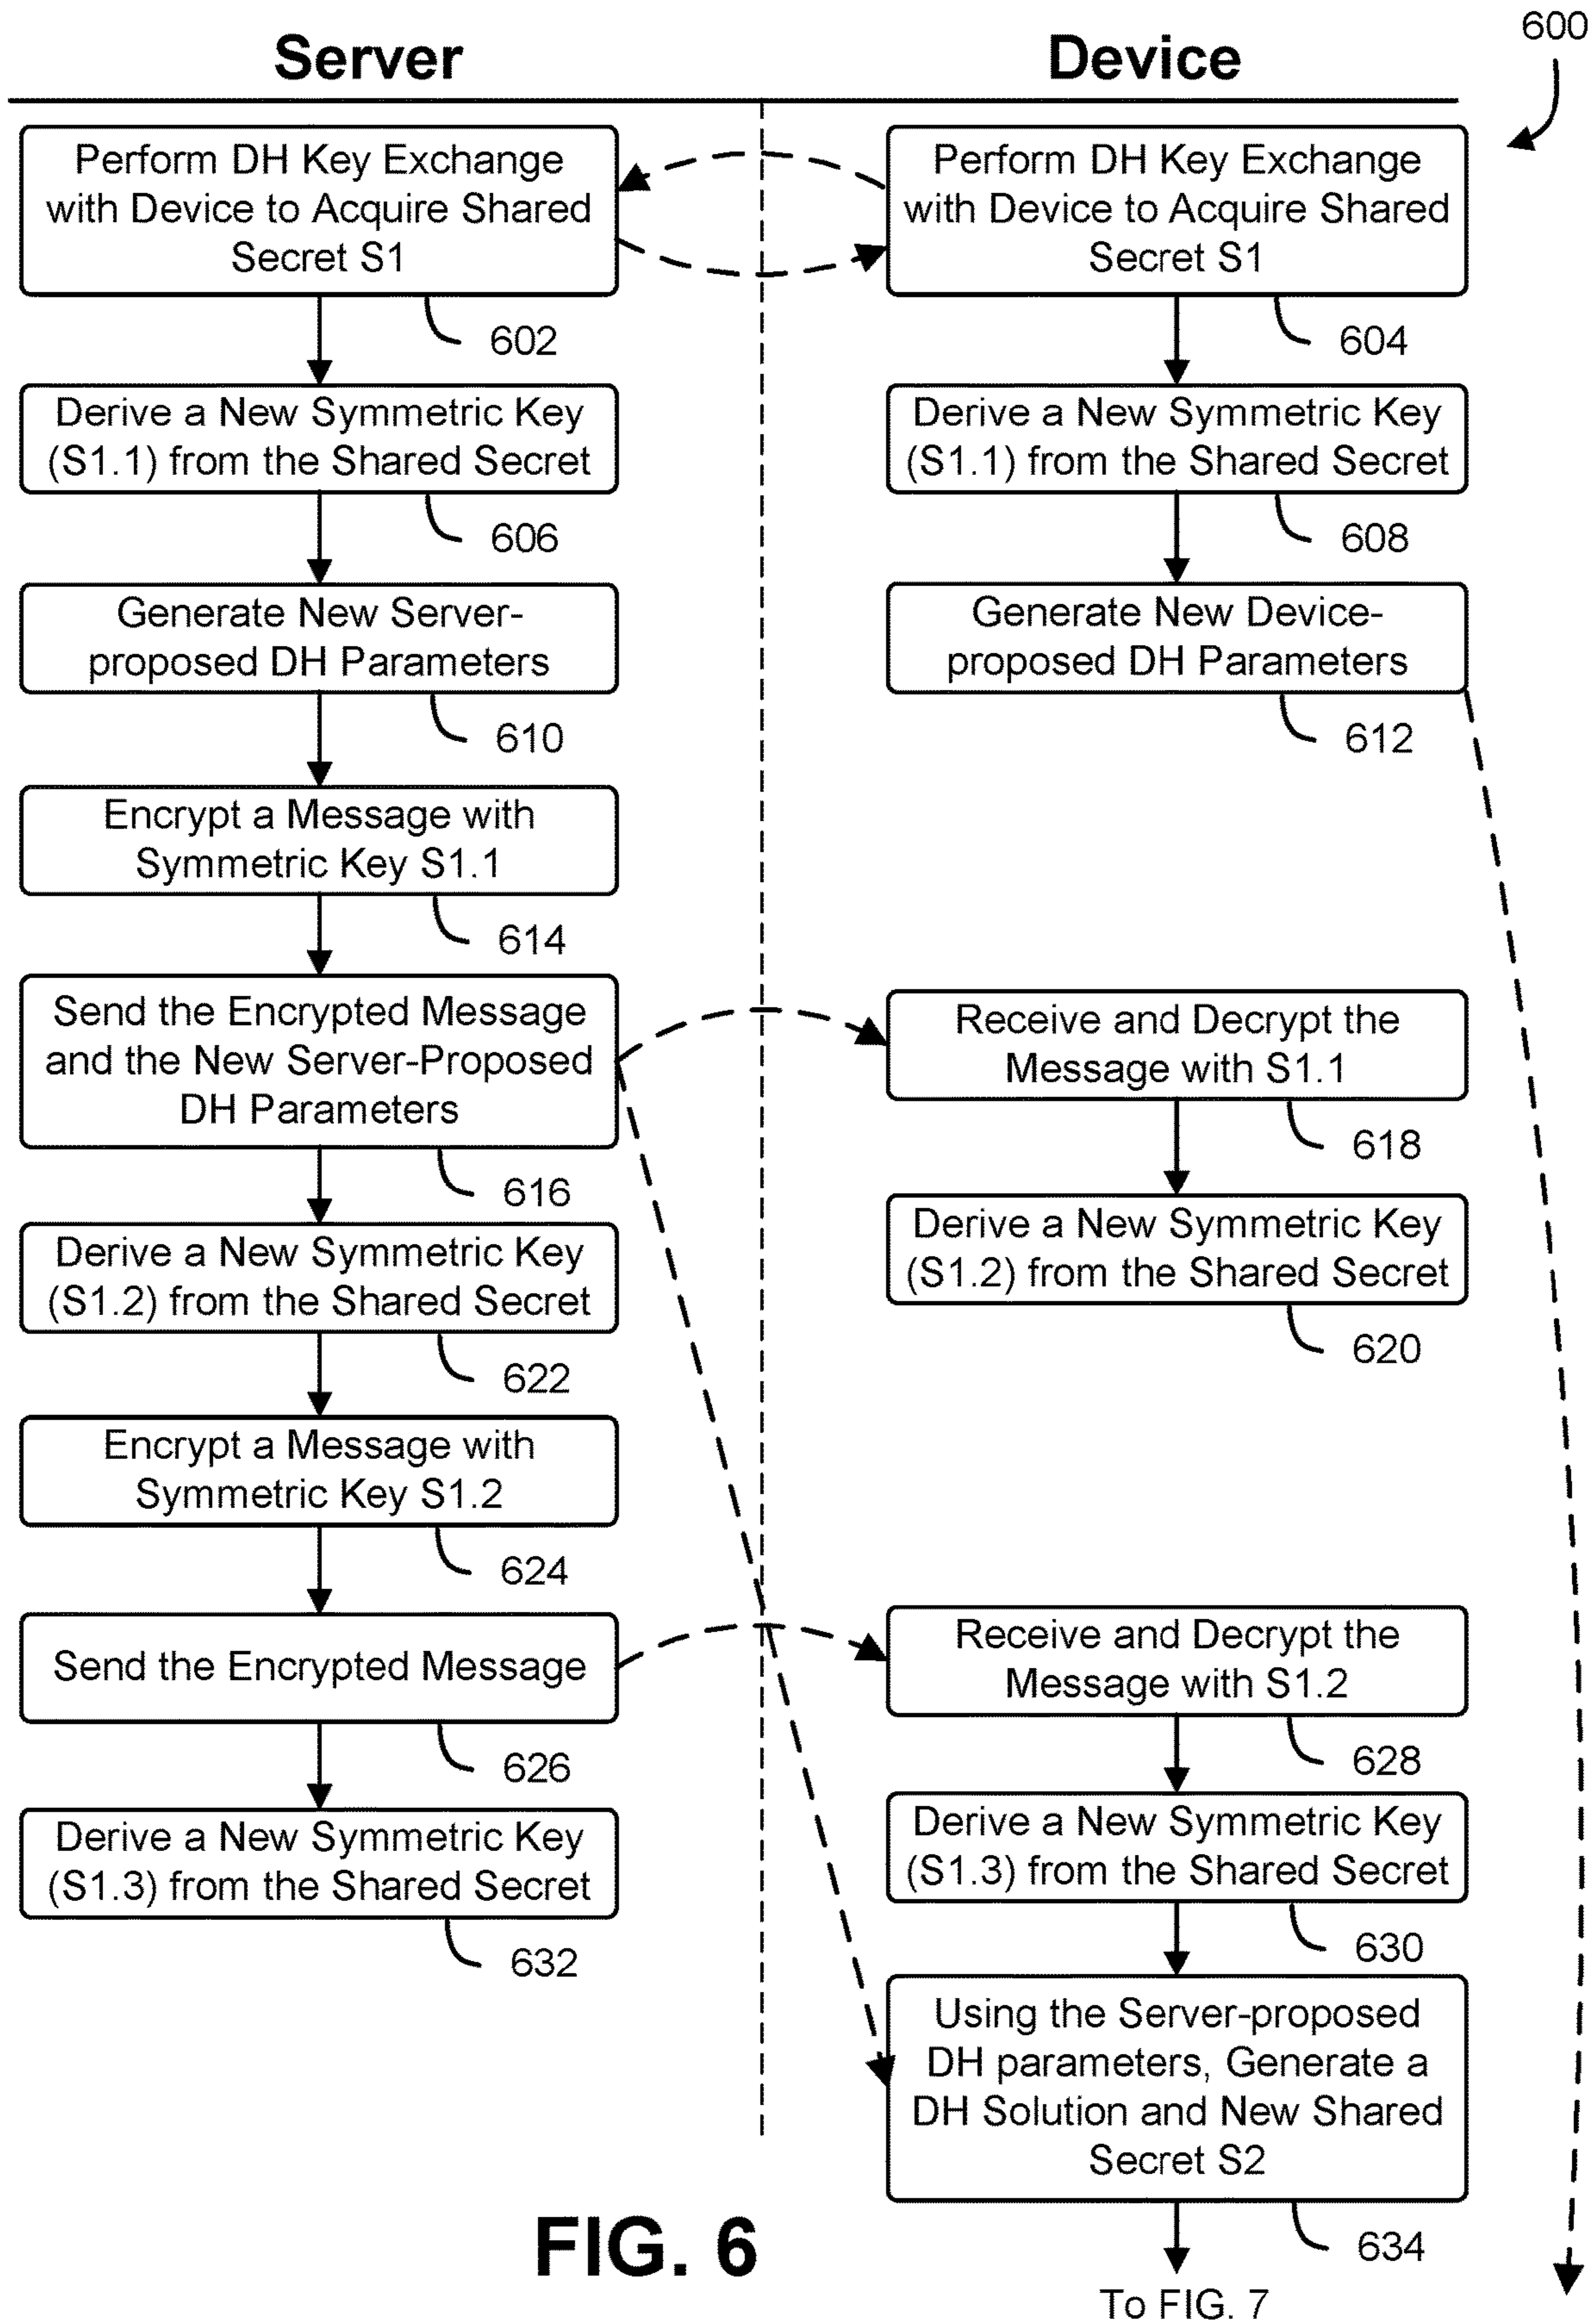 600
Server
Device
Perform DH Key Exchange
with Device to Acquire Shared
Secret S1
602
Perform DH Key Exchange
with Device to Acquire Shared
Secret S1
604
Derive a New Symmetric Key
(S1.1) from the Shared Secret
606
Derive a New Symmetric Key
(S1.1) from the Shared Secret
608
Generate New Server-
proposed DH Parameters
610
Generate New Device-
proposed DH Parameters
612
Encrypt a Message with
Symmetric Key S1.1
614
Send the Encrypted Message
and the New Server-Proposed
DH Parameters
616
Receive and Decrypt the
Message with S1.1
618
Derive a New Symmetric Key
(S1.2) from the Shared Secret
622
Derive a New Symmetric Key
(S1.2) from the Shared Secret
620
Encrypt a Message with
Symmetric Key S1.2
624
Send the Encrypted Message
626
Receive and Decrypt the
Message with S1.2
628
Derive a New Symmetric Key
(S1.3) from the Shared Secret
632
Derive a New Symmetric Key
(S1.3) from the Shared Secret
630
Using the Server-proposed
DH parameters, Generate a
DH Solution and New Shared
Secret S2
634
FIG. 6
To FIG. 7